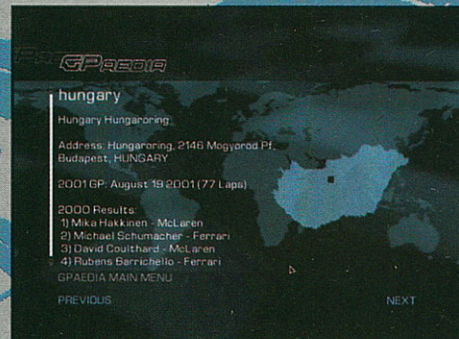 GPAEDIA
hungary
Hungary Hungaroring
Address: Hungaroring, 2146 Mogyorod Pf,
Budapest, HUNGARY
2001 GP: August 19 2001 (77 Laps)
2000 Results:
1) Mika Hakkinen - McLaren
2) Michael Schumacher - Ferrari
3) David Coulthard - McLaren
4) Rubens Barrichello - Ferrari
GPAEDIA MAIN MENU
PREVIOUS
NEXT